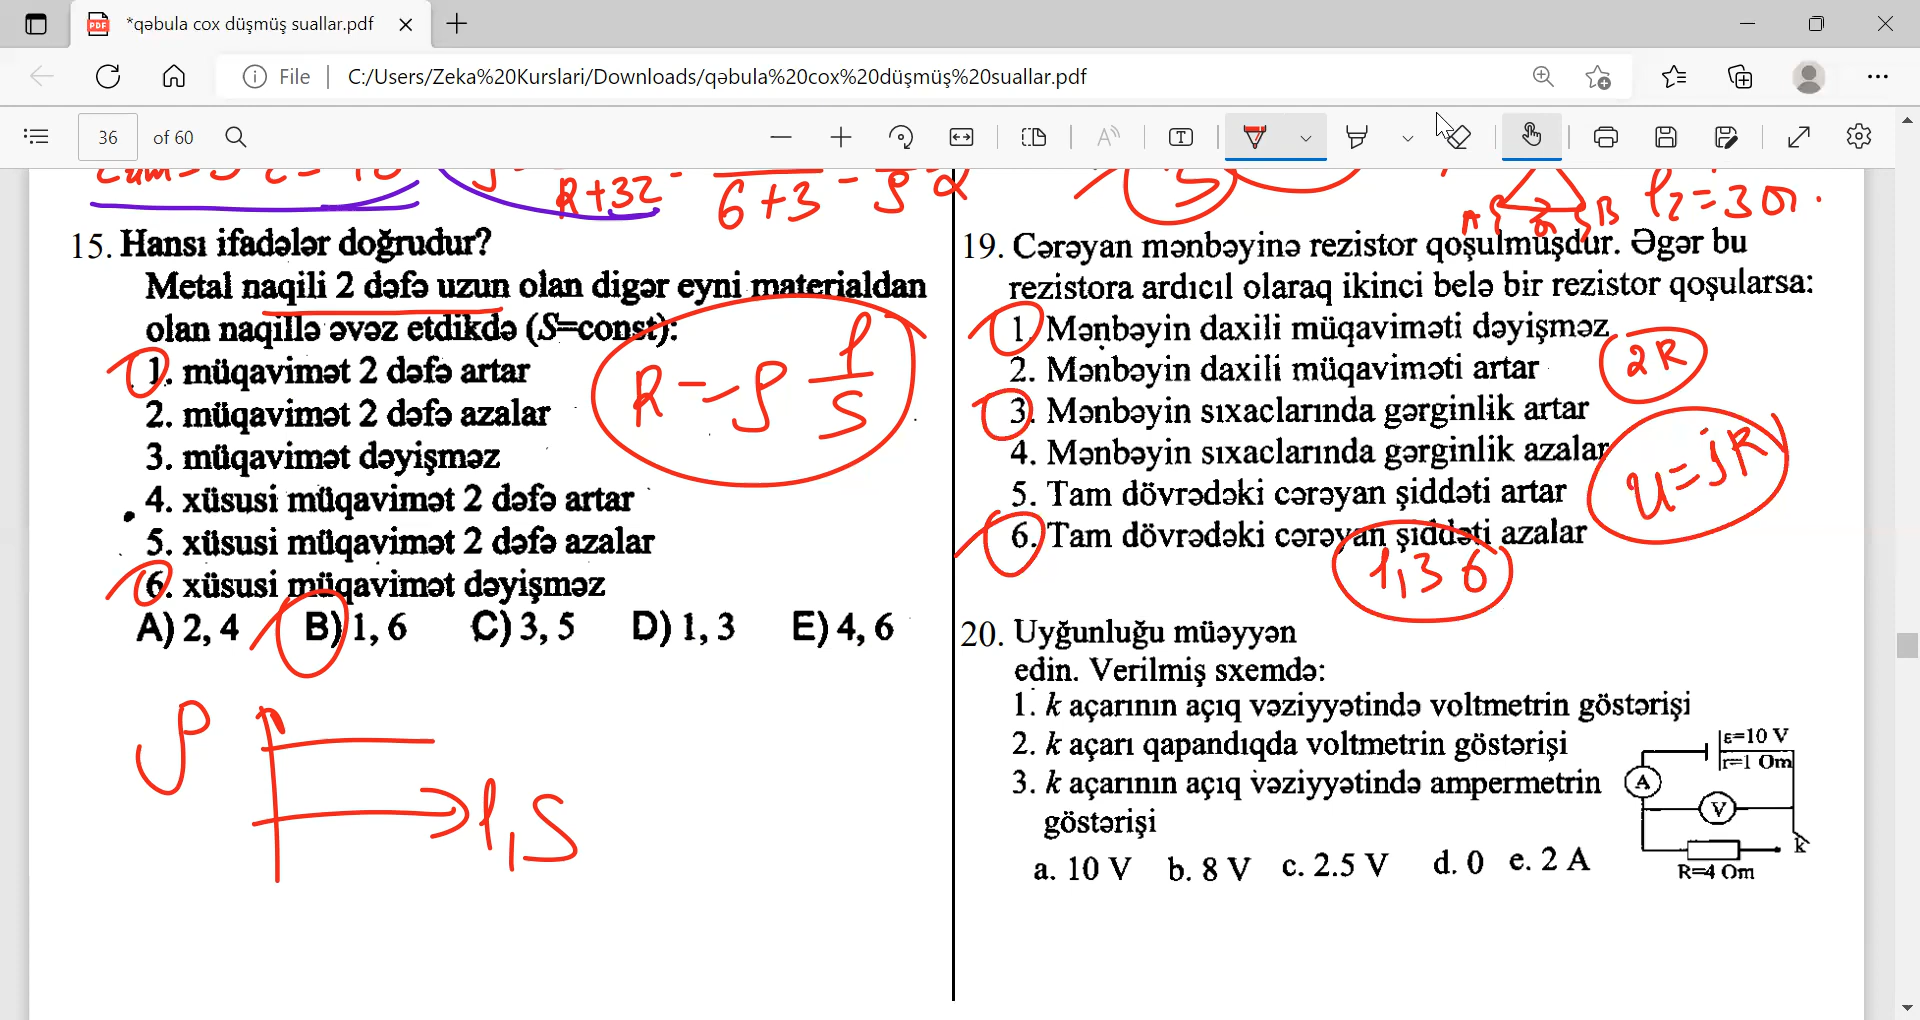 *qəbula cox düşmüş suallar.pdf
File
C:/Users/Zeka%20Kurslari/Downloads/qəbula%20cox%20düşmüş%20suallar.pdf
36 of 60
R+32
6+3
l2=30
A
B
15. Hansı ifadələr doğrudur?
Metal naqili 2 dəfə uzun olan digər eyni materialdan
olan naqillə əvəz etdikdə (S=const):
1. müqavimət 2 dəfə artar
2. müqavimət 2 dəfə azalar
3. müqavimət dəyişməz
4. xüsusi müqavimət 2 dəfə artar
5. xüsusi müqavimət 2 dəfə azalar
6. xüsusi müqavimət dəyişməz
A) 2, 4 B) 1, 6 C) 3, 5 D) 1, 3 E) 4, 6
R=ρ l/S
ρ
l,S
19. Cərəyan mənbəyinə rezistor qoşulmuşdur. Əgər bu
rezistora ardıcıl olaraq ikinci belə bir rezistor qoşularsa:
1. Mənbəyin daxili müqaviməti dəyişməz
2. Mənbəyin daxili müqaviməti artar
3. Mənbəyin sıxaclarında gərginlik artar
4. Mənbəyin sıxaclarında gərginlik azalar
5. Tam dövrədəki cərəyan şiddəti artar
6. Tam dövrədəki cərəyan şiddəti azalar
2R
U=JR
1,3 6
20. Uyğunluğu müəyyən
edin. Verilmiş sxemdə:
1. k açarının açıq vəziyyətində voltmetrin göstərişi
2. k açarı qapandıqda voltmetrin göstərişi
3. k açarının açıq vəziyyətində ampermetrin
göstərişi
a. 10 V b. 8 V c. 2.5 V d. 0 e. 2 A
ε=10 V
r=1 Om
A
V
k
R=4 Om